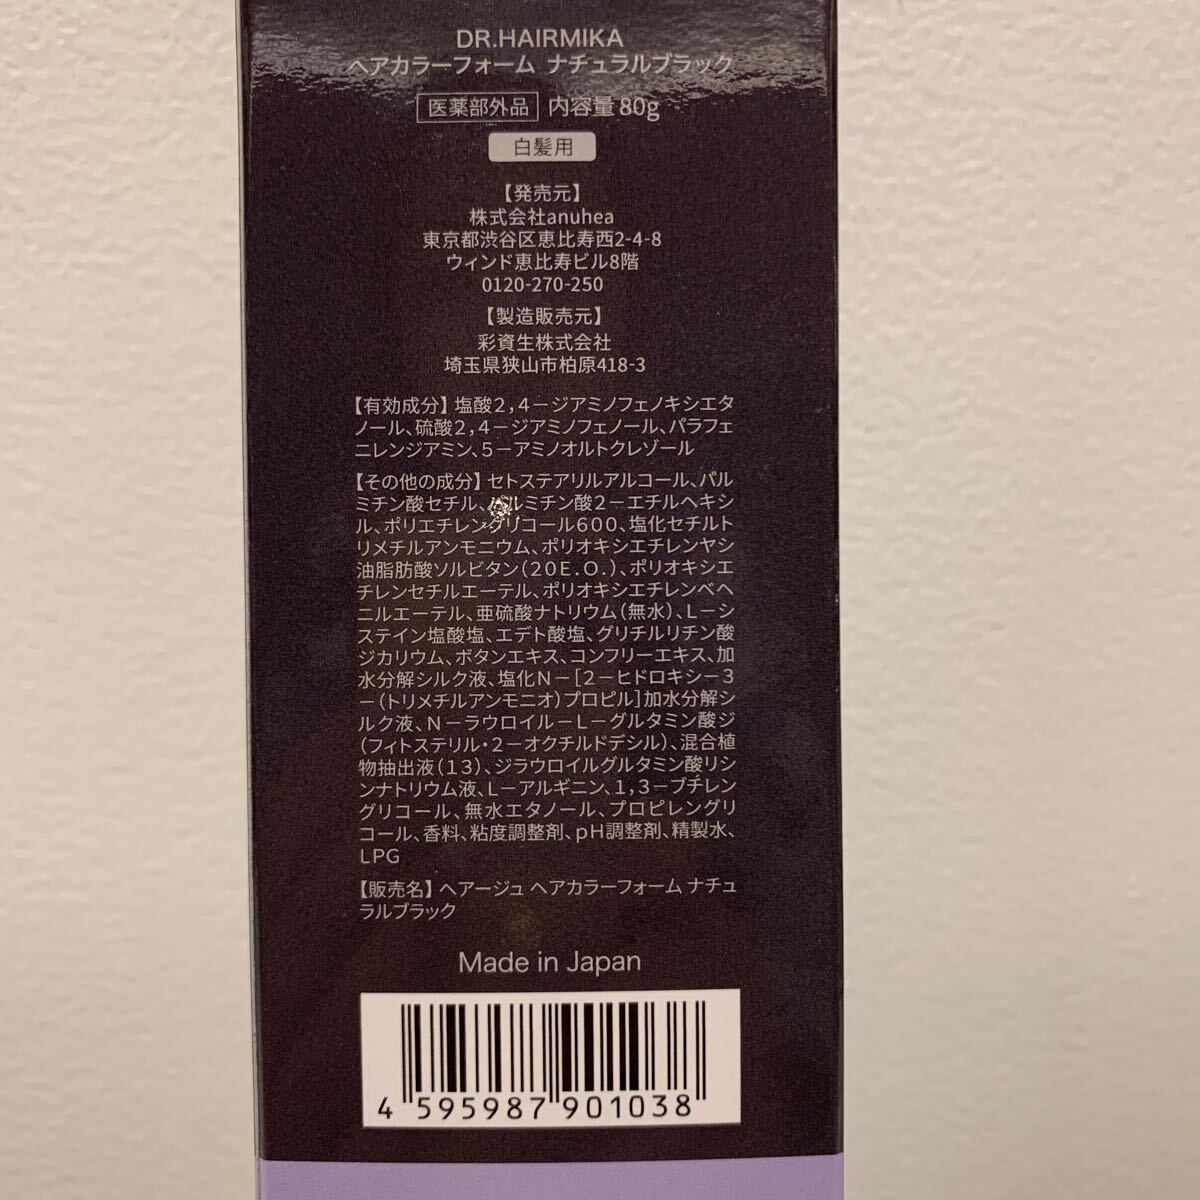 DR.HAIRMIKA
ヘアカラーフォーム ナチュラルブラック
医薬部外品 内容量80g
白髪用
【発売元】
株式会社anuhea
東京都渋谷区恵比寿西2-4-8
ウィンド恵比寿ビル8階
0120-270-250
【製造販売元】
彩資生株式会社
埼玉県狭山市柏原418-3
【有効成分】塩酸2,4－ジアミノフェノキシエタ
ノール、硫酸2,4－ジアミノフェノール、パラフェ
ニレンジアミン、5－アミノオルトクレゾール
【その他の成分】セトステアリルアルコール、パル
ミチン酸セチル、パルミチン酸2－エチルヘキシ
ル、ポリエチレングリコール600、塩化セチルト
リメチルアンモニウム、ポリオキシエチレンヤシ
油脂肪酸ソルビタン(20E.O.)、ポリオキシエ
チレンセチルエーテル、ポリオキシエチレンベヘ
ニルエーテル、亜硫酸ナトリウム(無水)、L－シ
ステイン塩酸塩、エデト酸塩、グリチルリチン酸
ジカリウム、ボタンエキス、コンフリーエキス、加
水分解シルク液、塩化N－[2－ヒドロキシ－3
－(トリメチルアンモニオ)プロピル]加水分解シ
ルク液、N－ラウロイル－L－グルタミン酸ジ
(フィトステリル・2－オクチルドデシル)、混合植
物抽出液(13)、ジラウロイルグルタミン酸リシ
ンナトリウム液、L－アルギニン、1,3－ブチレン
グリコール、無水エタノール、プロピレングリ
コール、香料、粘度調整剤、pH調整剤、精製水、
LPG
【販売名】ヘアージュ ヘアカラーフォーム ナチュ
ラルブラック
Made in Japan
4 595987 901038